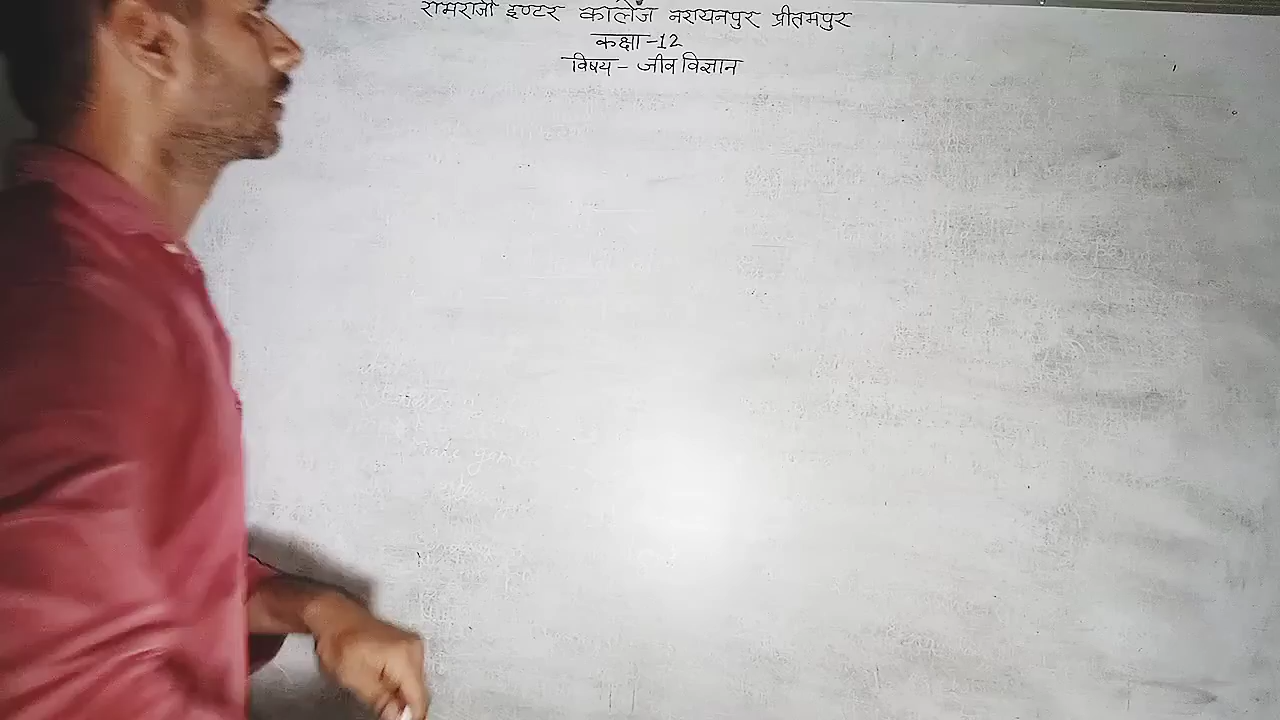 रामराजी इण्टर कालेज नरायनपुर प्रीतमपुर
कक्षा-12
विषय - जीव विज्ञान